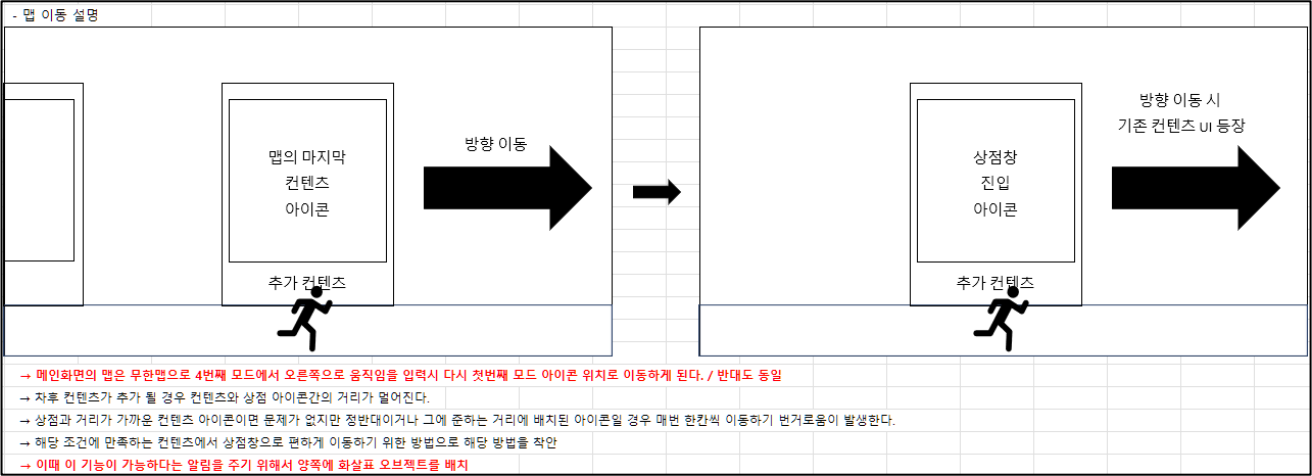 - 맵 이동 설명
맵의 마지막
컨텐츠
아이콘
추가 컨텐츠
방향 이동
상점창
진입
아이콘
추가 컨텐츠
방향 이동 시
기존 컨텐츠 UI 등장
→ 메인화면의 맵은 무한맵으로 4번째 모드에서 오른쪽으로 움직임을 입력시 다시 첫번째 모드 아이콘 위치로 이동하게 된다. / 반대도 동일
→ 차후 컨텐츠가 추가 될 경우 컨텐츠와 상점 아이콘간의 거리가 멀어진다.
→ 상점과 거리가 가까운 컨텐츠 아이콘이면 문제가 없지만 정반대이거나 그에 준하는 거리에 배치된 아이콘일 경우 매번 한칸씩 이동하기 번거로움이 발생한다.
→ 해당 조건에 만족하는 컨텐츠에서 상점창으로 편하게 이동하기 위한 방법으로 해당 방법을 착안
→ 이때 이 기능이 가능하다는 알림을 주기 위해서 양쪽에 화살표 오브젝트를 배치